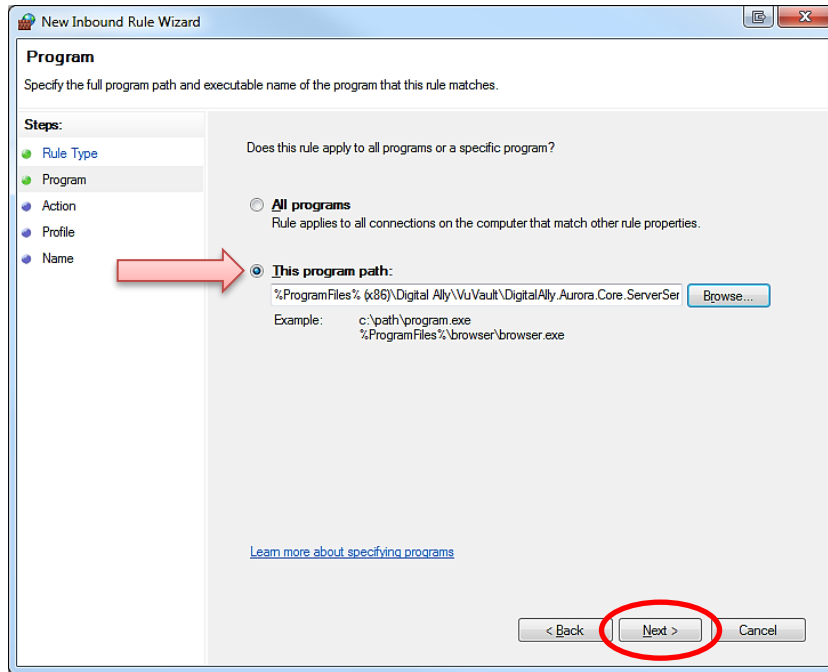 New Inbound Rule Wizard
Program
Specify the full program path and executable name of the program that this rule matches.
Steps:
Rule Type
Program
Action
Profile
Name
Does this rule apply to all programs or a specific program?
All programs
Rule applies to all connections on the computer that match other rule properties.
This program path:
%ProgramFiles% (x86)\Digital Ally\VuVault\DigitalAlly.Aurora.Core.ServerSer
Browse...
Example: c:\path\program.exe
%ProgramFiles%\browser\browser.exe
Learn more about specifying programs
< Back Next > Cancel